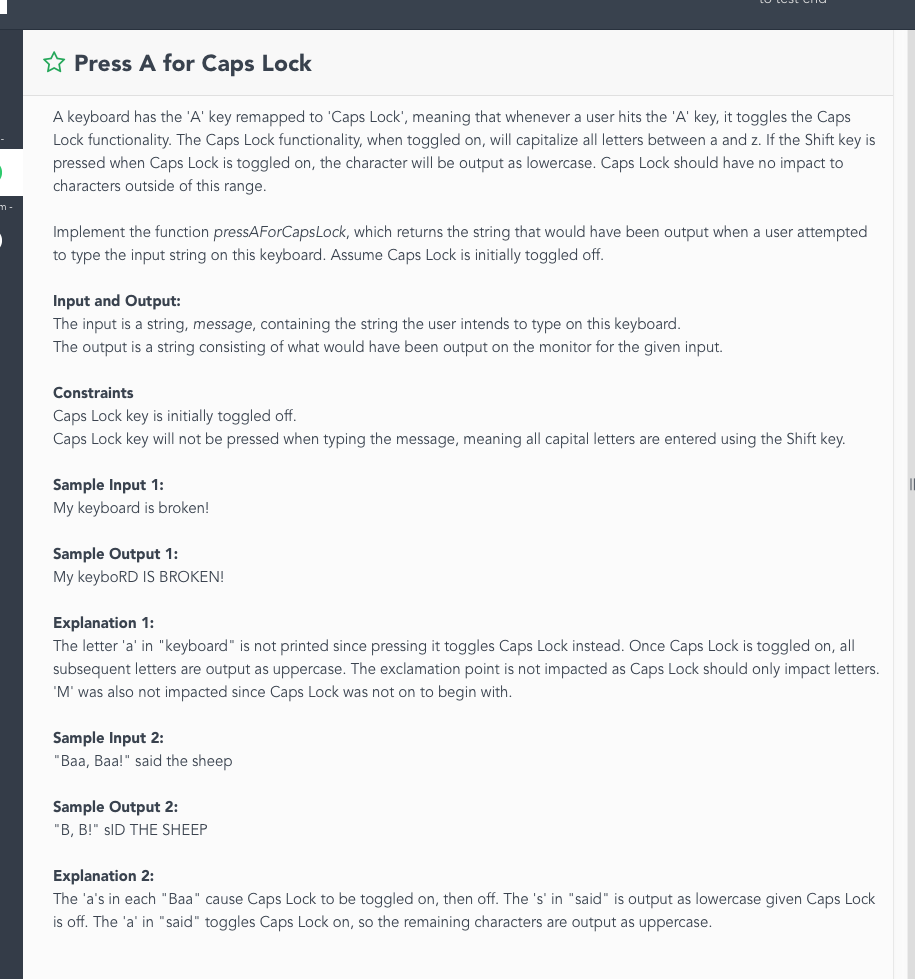 to test end
Press A for Caps Lock
A keyboard has the 'A' key remapped to 'Caps Lock', meaning that whenever a user hits the 'A' key, it toggles the Caps
Lock functionality. The Caps Lock functionality, when toggled on, will capitalize all letters between a and z. If the Shift key is
pressed when Caps Lock is toggled on, the character will be output as lowercase. Caps Lock should have no impact to
characters outside of this range.
Implement the function pressAForCapsLock, which returns the string that would have been output when a user attempted
to type the input string on this keyboard. Assume Caps Lock is initially toggled off.
Input and Output:
The input is a string, message, containing the string the user intends to type on this keyboard.
The output is a string consisting of what would have been output on the monitor for the given input.
Constraints
Caps Lock key is initially toggled off.
Caps Lock key will not be pressed when typing the message, meaning all capital letters are entered using the Shift key.
Sample Input 1:
My keyboard is broken!
Sample Output 1:
My keyboRD IS BROKEN!
Explanation 1:
The letter 'a' in "keyboard" is not printed since pressing it toggles Caps Lock instead. Once Caps Lock is toggled on, all
subsequent letters are output as uppercase. The exclamation point is not impacted as Caps Lock should only impact letters.
'M' was also not impacted since Caps Lock was not on to begin with.
Sample Input 2:
"Baa, Baa!" said the sheep
Sample Output 2:
"B, B!" sID THE SHEEP
Explanation 2:
The 'a's in each "Baa" cause Caps Lock to be toggled on, then off. The 's' in "said" is output as lowercase given Caps Lock
is off. The 'a' in "said" toggles Caps Lock on, so the remaining characters are output as uppercase.